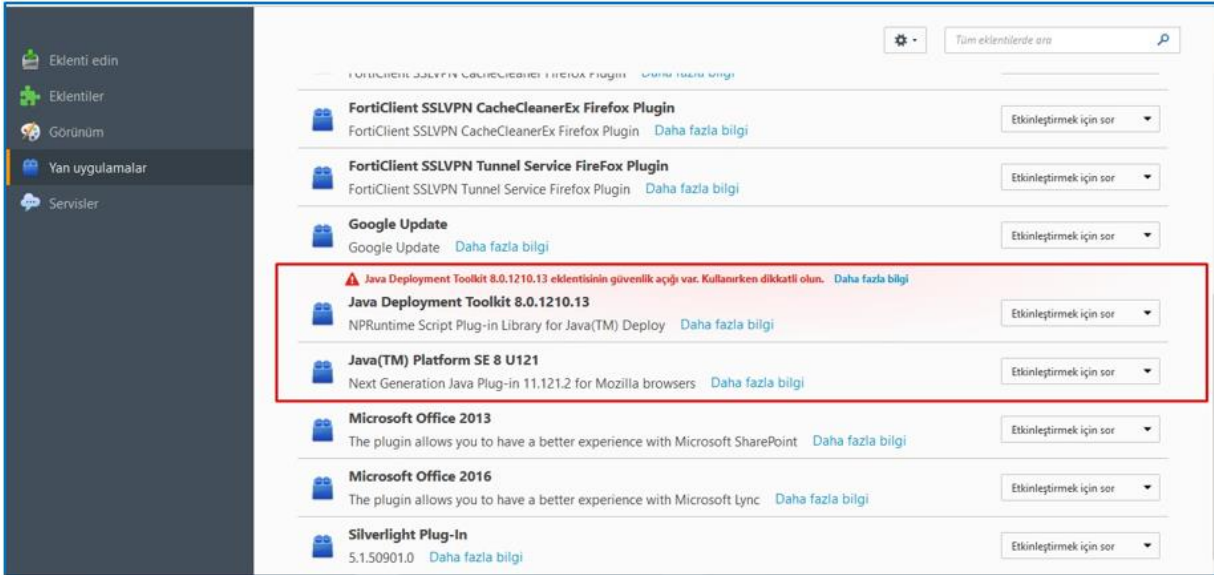 Eklenti edin
Eklentiler
Görünüm
Yan uygulamalar
Servisler
Tüm eklentilerde ara
FortiClient SSLVPN CacheCleaner Firefox Plugin Daha fazla bilgi
FortiClient SSLVPN CacheCleanerEx Firefox Plugin
FortiClient SSLVPN CacheCleanerEx Firefox Plugin Daha fazla bilgi
Etkinleştirmek için sor
FortiClient SSLVPN Tunnel Service FireFox Plugin
FortiClient SSLVPN Tunnel Service Firefox Plugin Daha fazla bilgi
Etkinleştirmek için sor
Google Update
Google Update Daha fazla bilgi
Etkinleştirmek için sor
Java Deployment Toolkit 8.0.1210.13 eklentisinin güvenlik açığı var. Kullanırken dikkatli olun. Daha fazla bilgi
Java Deployment Toolkit 8.0.1210.13
NPRuntime Script Plug-in Library for Java(TM) Deploy Daha fazla bilgi
Etkinleştirmek için sor
Java(TM) Platform SE 8 U121
Next Generation Java Plug-in 11.121.2 for Mozilla browsers Daha fazla bilgi
Etkinleştirmek için sor
Microsoft Office 2013
The plugin allows you to have a better experience with Microsoft SharePoint Daha fazla bilgi
Etkinleştirmek için sor
Microsoft Office 2016
The plugin allows you to have a better experience with Microsoft Lync Daha fazla bilgi
Etkinleştirmek için sor
Silverlight Plug-In
5.1.50901.0 Daha fazla bilgi
Etkinleştirmek için sor